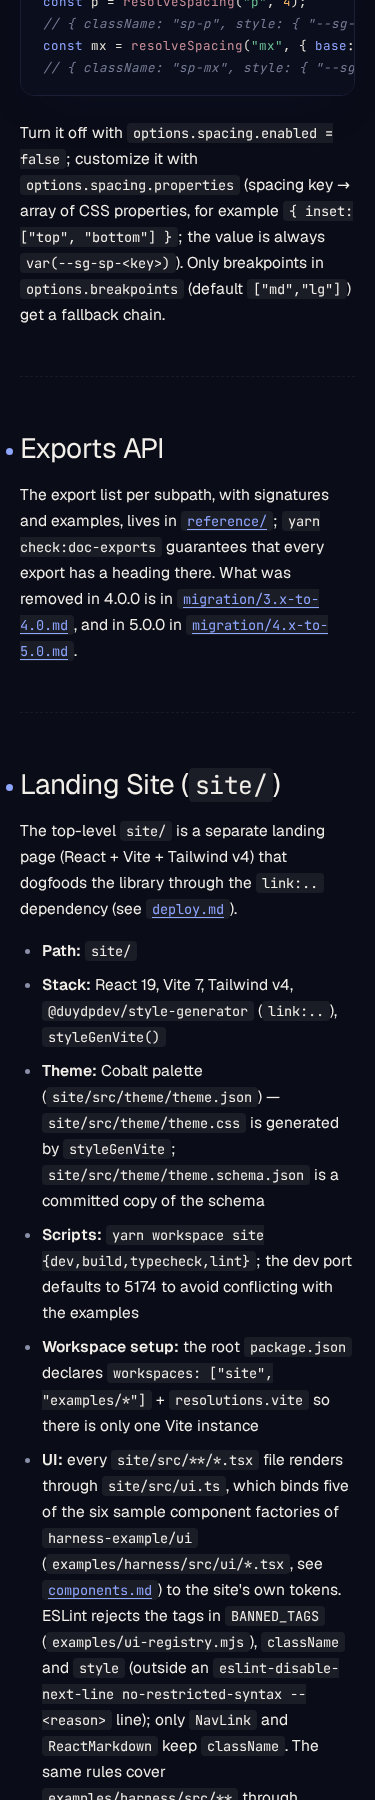 const p = resolveSpacing("p", 4);
// { className: "sp-p", style: { "--sg-
const mx = resolveSpacing("mx", { base:
// { className: "sp-mx", style: { "--sg
Turn it off with options.spacing.enabled =
false ; customize it with
options.spacing.properties (spacing key →
array of CSS properties, for example { inset:
["top", "bottom"] } ; the value is always
var(--sg-sp-<key>) ). Only breakpoints in
options.breakpoints (default ["md","lg"] )
get a fallback chain.
Exports API
The export list per subpath, with signatures
and examples, lives in reference/ ; yarn
check:doc-exports guarantees that every
export has a heading there. What was
removed in 4.0.0 is in migration/3.x-to-
4.0.md , and in 5.0.0 in migration/4.x-to-
5.0.md .
Landing Site ( site/ )
The top-level site/ is a separate landing
page (React + Vite + Tailwind v4) that
dogfoods the library through the link:..
dependency (see deploy.md ).
• Path: site/
• Stack: React 19, Vite 7, Tailwind v4,
@duydpdev/style-generator ( link:.. ),
styleGenVite()
• Theme: Cobalt palette
( site/src/theme/theme.json ) —
site/src/theme/theme.css is generated
by styleGenVite ;
site/src/theme/theme.schema.json is a
committed copy of the schema
• Scripts: yarn workspace site
{dev,build,typecheck,lint} ; the dev port
defaults to 5174 to avoid conflicting with
the examples
• Workspace setup: the root package.json
declares workspaces: ["site",
"examples/*"] + resolutions.vite so
there is only one Vite instance
• UI: every site/src/**/*.tsx file renders
through site/src/ui.ts , which binds five
of the six sample component factories of
harness-example/ui
( examples/harness/src/ui/*.tsx , see
components.md ) to the site's own tokens.
ESLint rejects the tags in BANNED_TAGS
( examples/ui-registry.mjs ), className
and style (outside an eslint-disable-
next-line no-restricted-syntax --
<reason> line); only NavLink and
ReactMarkdown keep className . The
same rules cover
examples/harness/src/** through